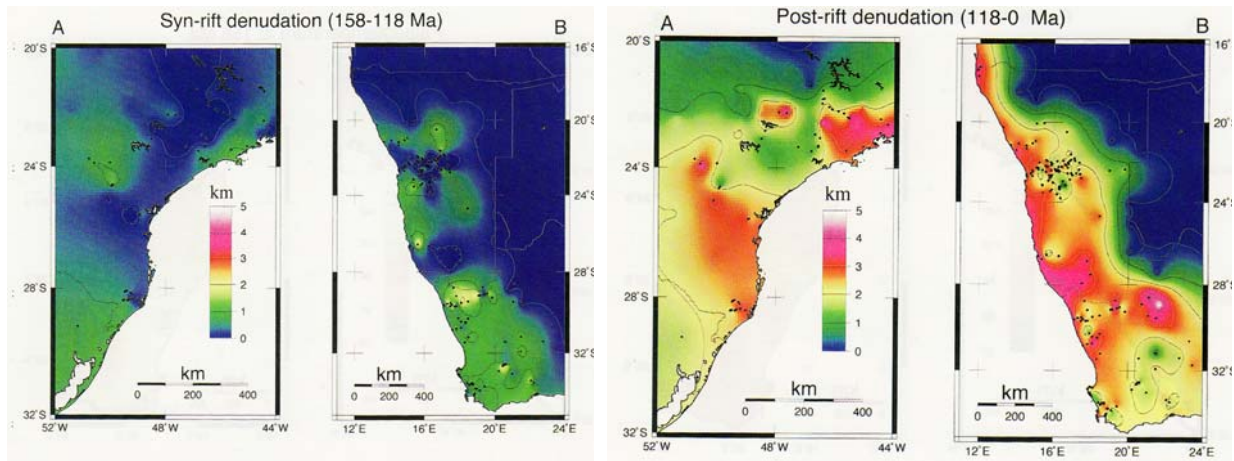 Syn-rift denudation (158-118 Ma)
A
B
20˚S
24˚S
28˚S
32˚S
52˚W
48˚W
44˚W
km
5
4
3
2
1
0
km
0 200 400
16˚S
20˚S
24˚S
28˚S
32˚S
12˚E
16˚E
20˚E
24˚E
km
0 200 400
Post-rift denudation (118-0 Ma)
A
B
20˚S
24˚S
28˚S
32˚S
52˚W
48˚W
44˚W
km
5
4
3
2
1
0
km
0 200 400
16˚
20˚S
24˚S
28˚S
32˚S
12˚E
16˚E
20˚E
24˚E
km
0 200 400